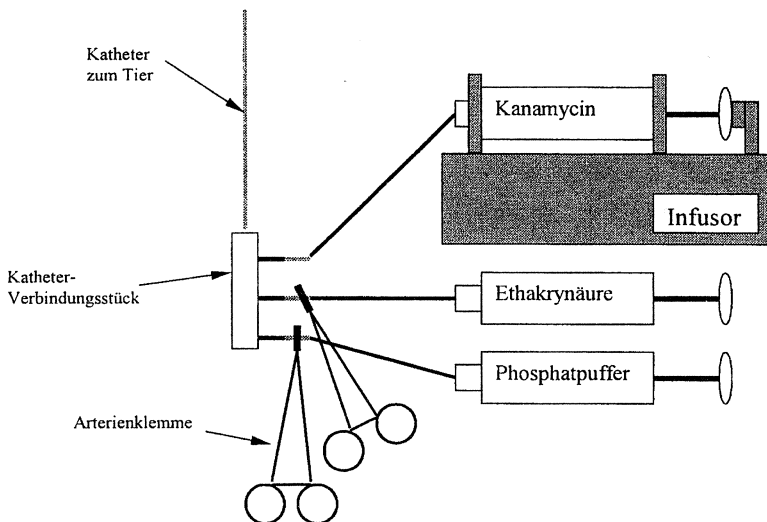 Katheter
zum Tier
Kanamycin
Infusor
Katheter-
Verbindungsstück
Ethakrynäure
Phosphatpuffer
Arterienklemme